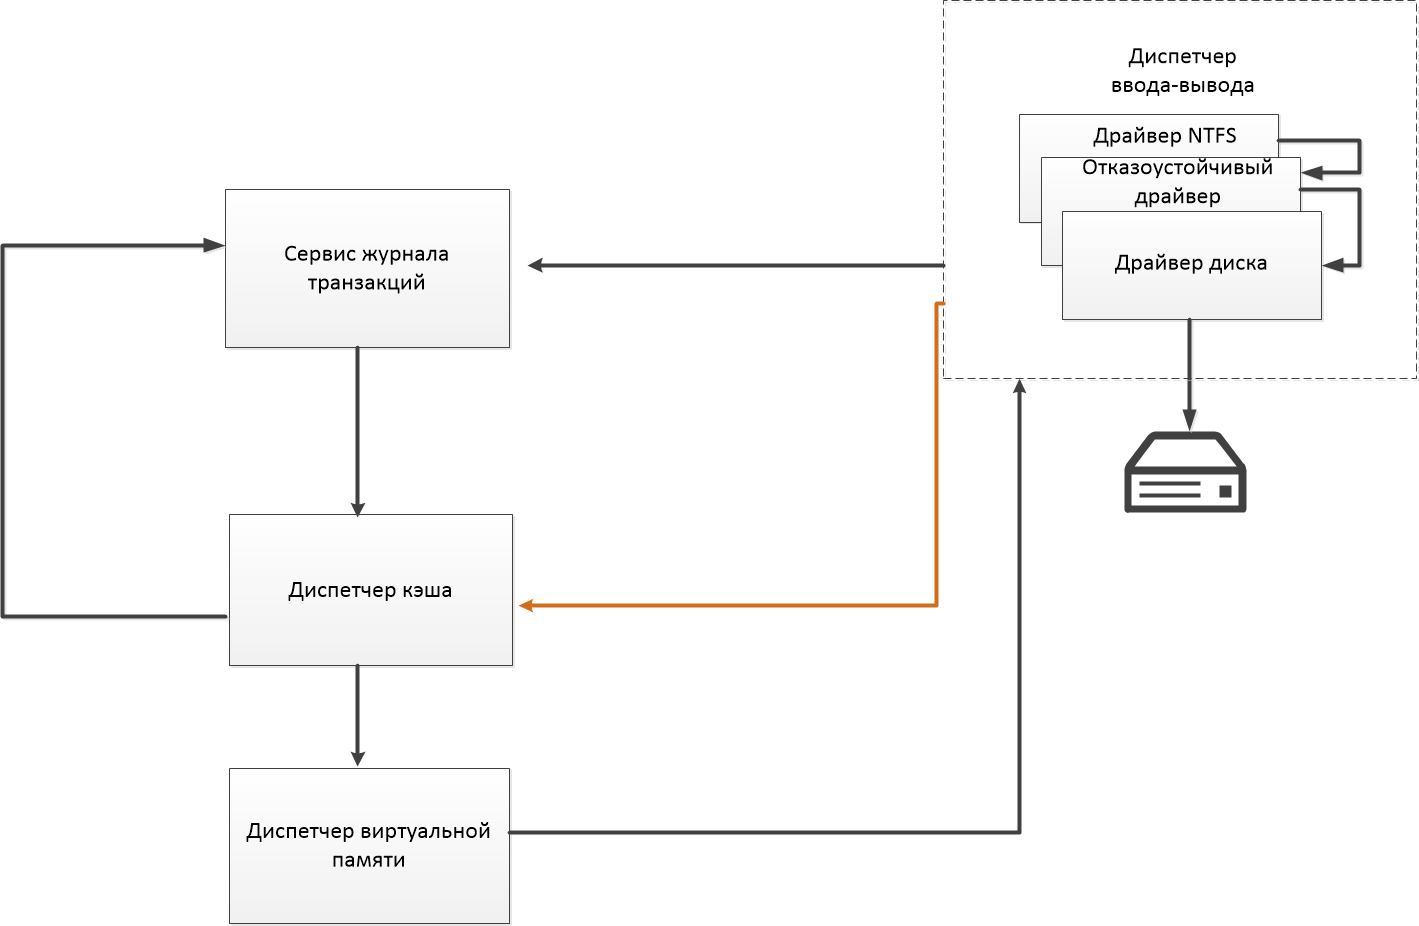 Диспетчер
ввода-вывода
Драйвер NTFS
Отказоустойчивый
драйвер
Драйвер диска
Сервис журнала
транзакций
Диспетчер кэша
Диспетчер виртуальной
памяти